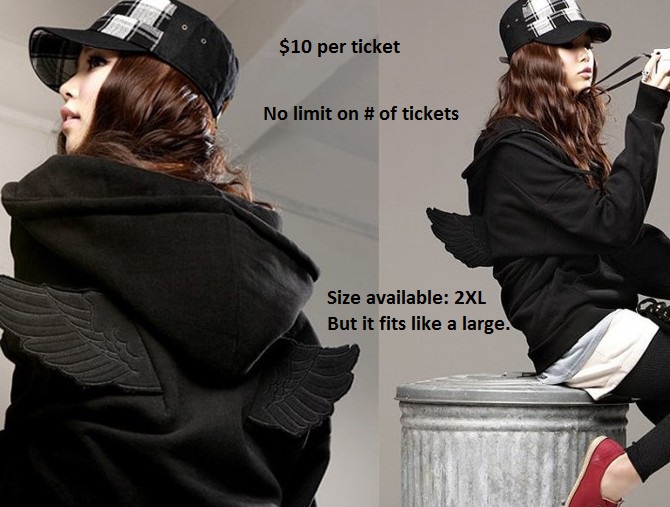 $10 per ticket
No limit on # of tickets
Size available: 2XL
But it fits like a large.